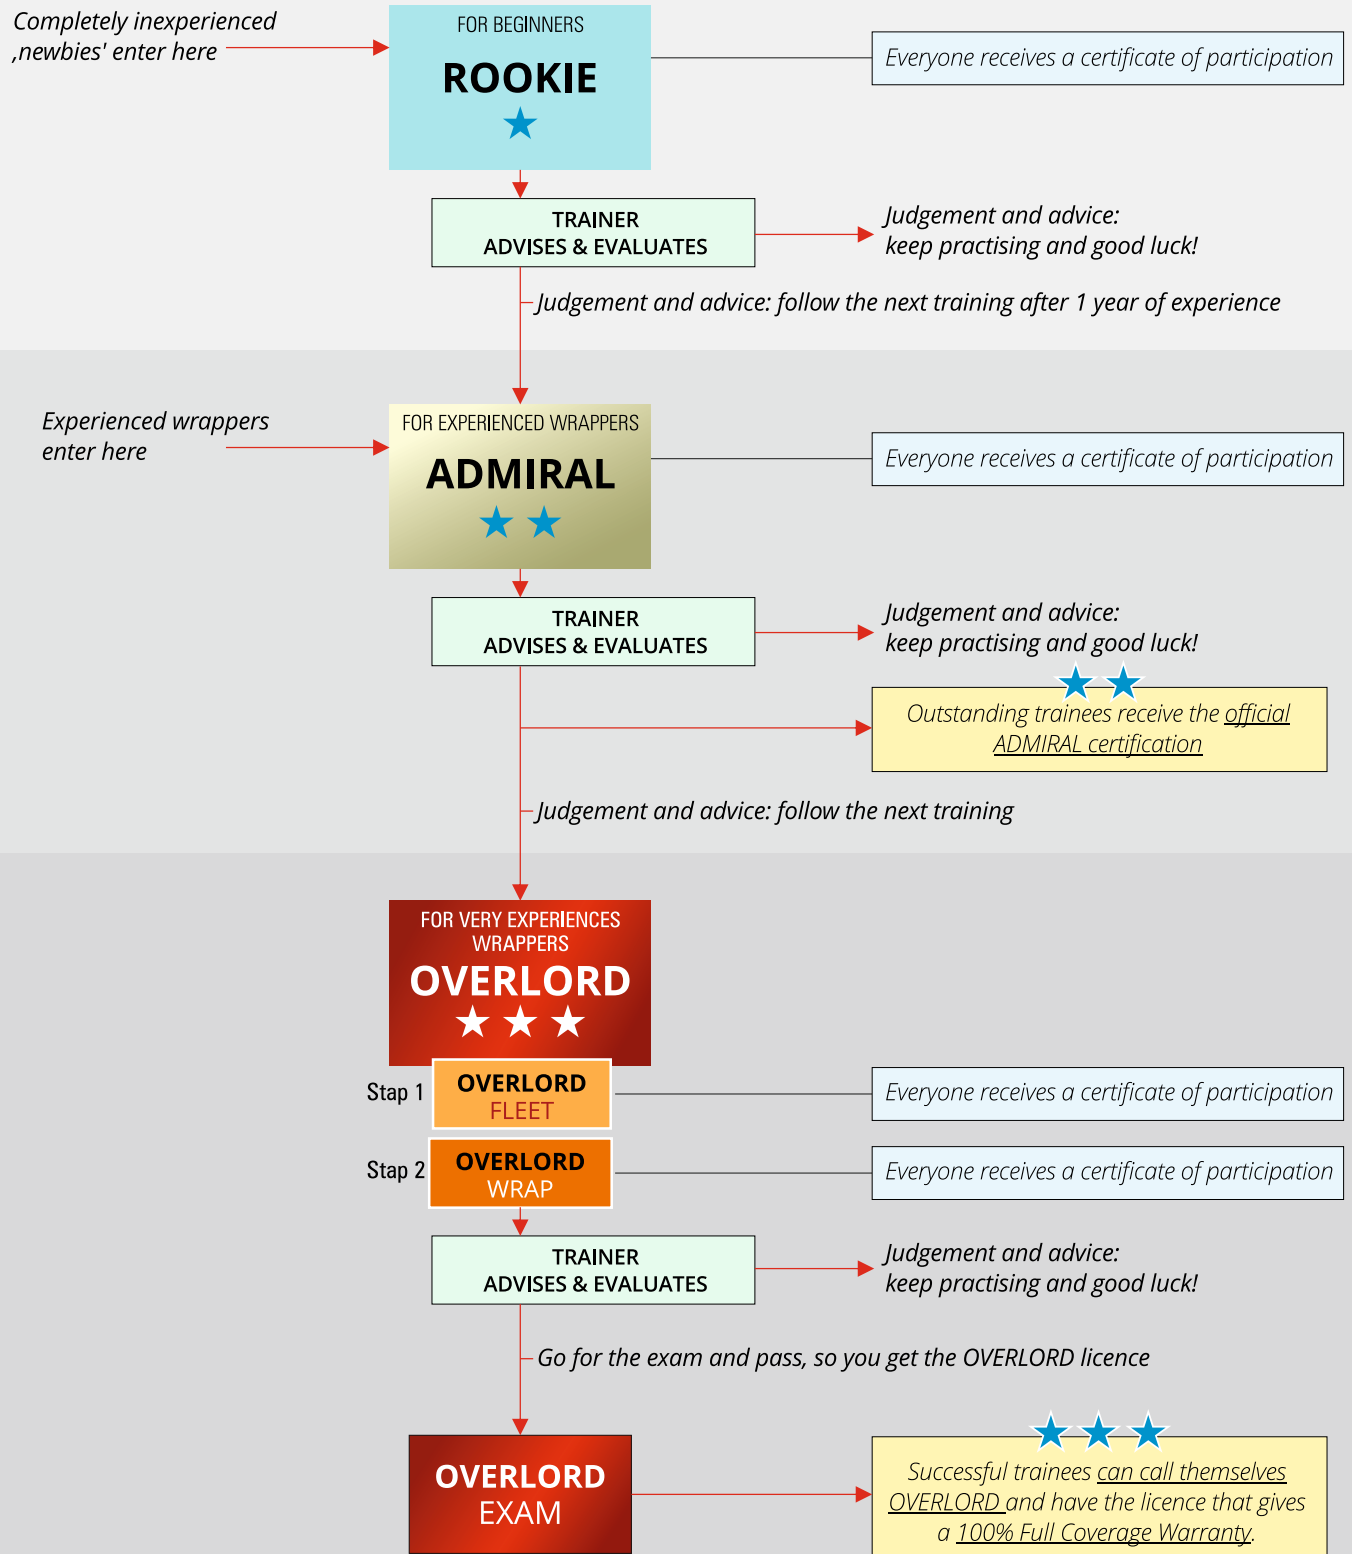 Completely inexperienced
‚newbies' enter here
FOR BEGINNERS
ROOKIE
Everyone receives a certificate of participation
TRAINER
ADVISES & EVALUATES
Judgement and advice:
keep practising and good luck!
Judgement and advice: follow the next training after 1 year of experience
Experienced wrappers
enter here
FOR EXPERIENCED WRAPPERS
ADMIRAL
Everyone receives a certificate of participation
TRAINER
ADVISES & EVALUATES
Judgement and advice:
keep practising and good luck!
Outstanding trainees receive the official
ADMIRAL certification
Judgement and advice: follow the next training
FOR VERY EXPERIENCES
WRAPPERS
OVERLORD
Stap 1
OVERLORD
FLEET
Everyone receives a certificate of participation
Stap 2
OVERLORD
WRAP
Everyone receives a certificate of participation
TRAINER
ADVISES & EVALUATES
Judgement and advice:
keep practising and good luck!
Go for the exam and pass, so you get the OVERLORD licence
OVERLORD
EXAM
Successful trainees can call themselves
OVERLORD and have the licence that gives
a 100% Full Coverage Warranty.